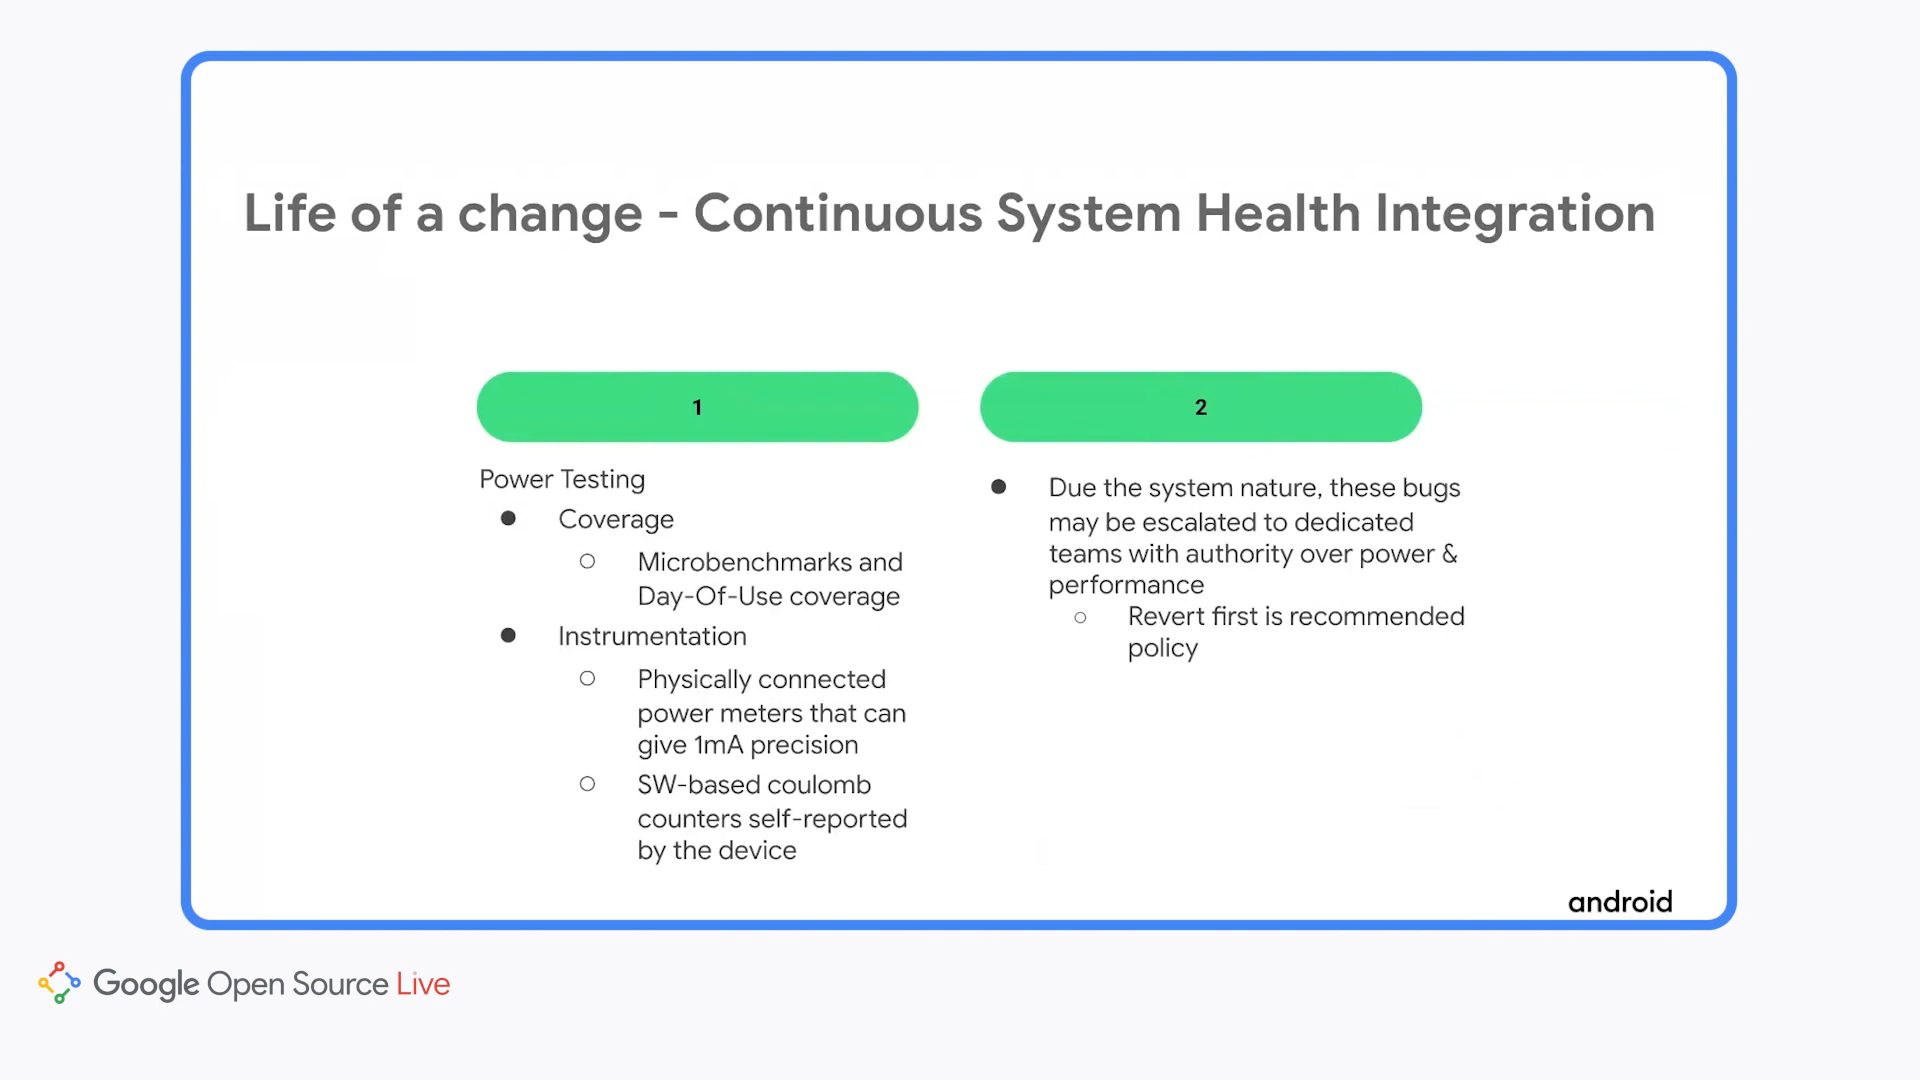 Life of a change - Continuous System Health Integration
1
Power Testing
Coverage
Microbenchmarks and
Day-Of-Use coverage
Instrumentation
Physically connected
power meters that can
give 1mA precision
SW-based coulomb
counters self-reported
by the device
2
Due the system nature, these bugs
may be escalated to dedicated
teams with authority over power &
performance
Revert first is recommended
policy
android
Google Open Source Live